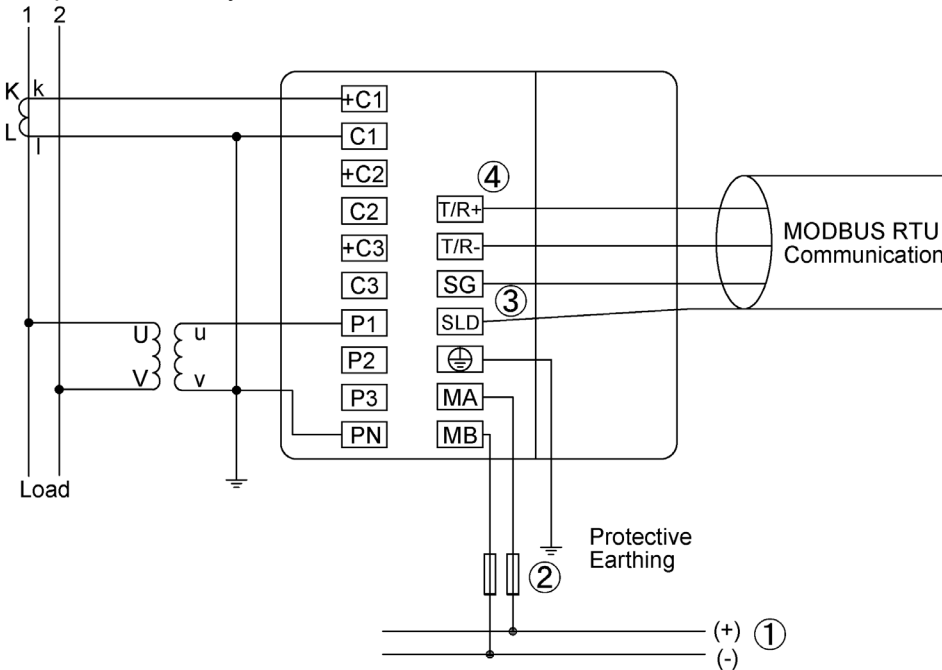 1 2
K k
L l
+C1
C1
+C2
C2
+C3
C3
P1
P2
P3
PN
④
T/R+
T/R-
SG
③
SLD
MA
MB
U u
V v
MODBUS RTU
Communication
Load
Protective
Earthing
②
(+) ①
(-)